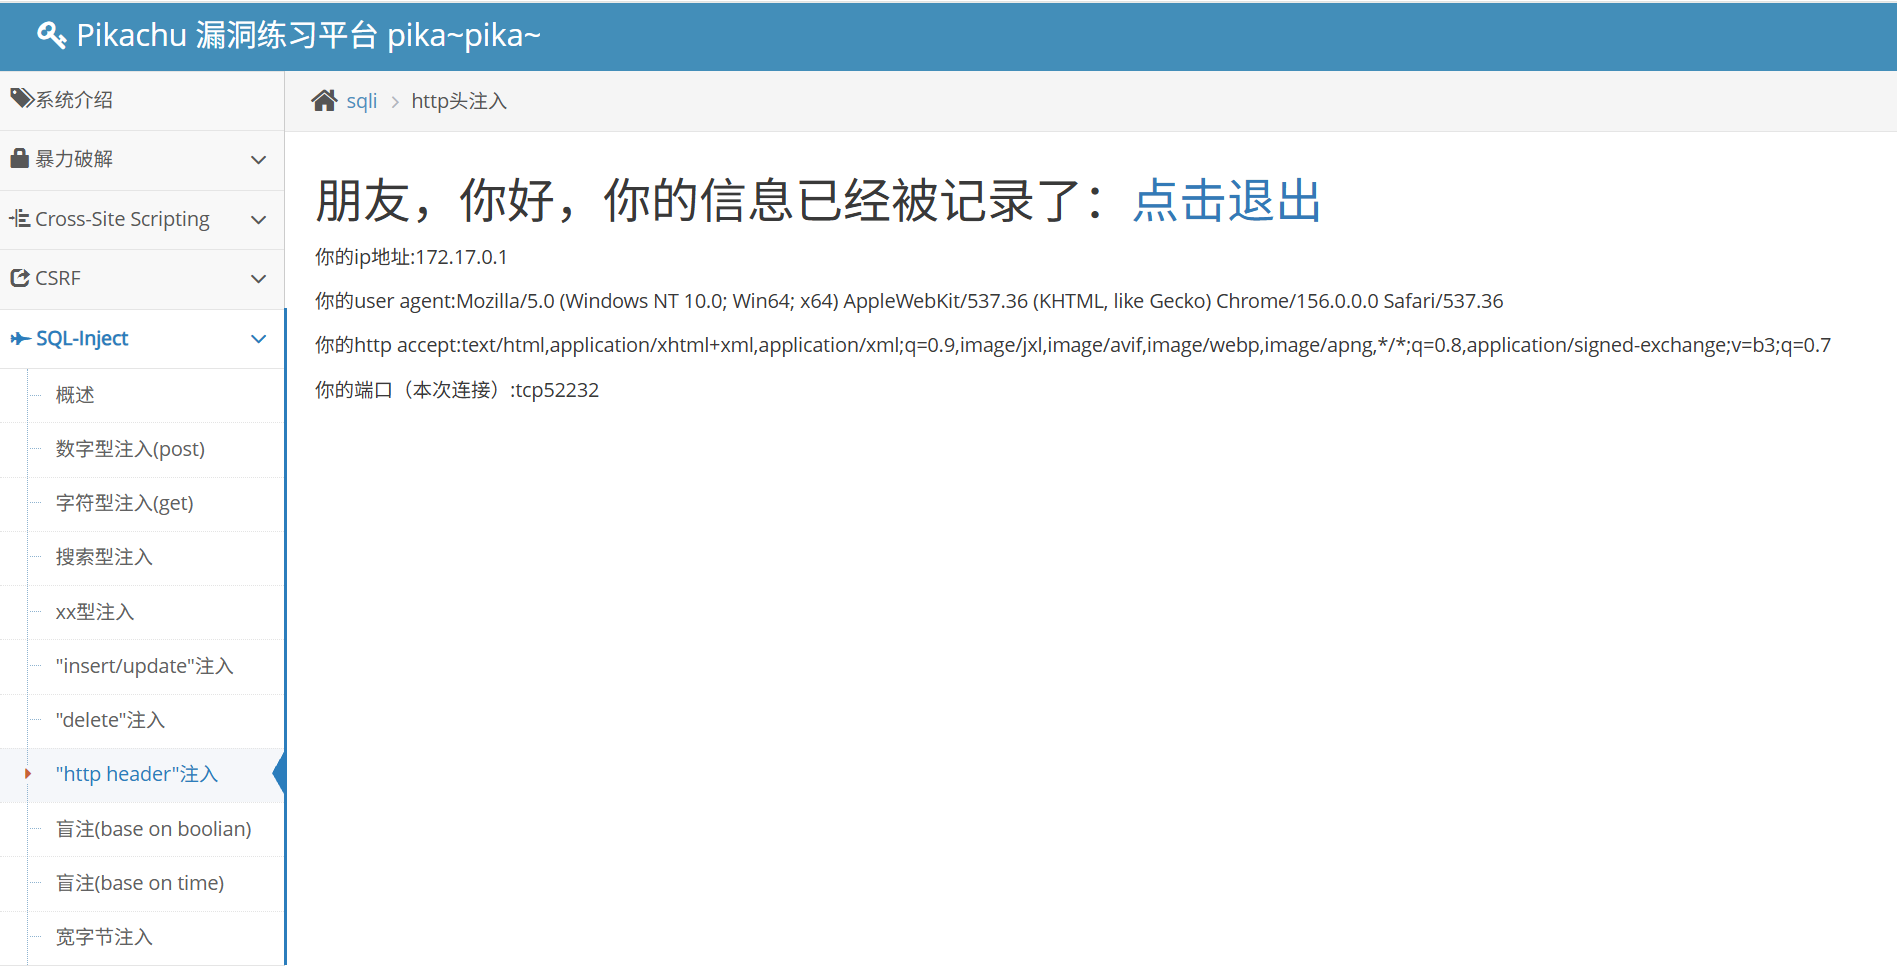 Pikachu 漏洞练习平台 pika~pika~
系统介绍
暴力破解
Cross-Site Scripting
CSRF
SQL-Inject
概述
数字型注入(post)
字符型注入(get)
搜索型注入
xx型注入
"insert/update"注入
"delete"注入
"http header"注入
盲注(base on boolian)
盲注(base on time)
宽字节注入
sqli > http头注入
朋友，你好，你的信息已经被记录了：点击退出
你的ip地址:172.17.0.1
你的user agent:Mozilla/5.0 (Windows NT 10.0; Win64; x64) AppleWebKit/537.36 (KHTML, like Gecko) Chrome/156.0.0.0 Safari/537.36
你的http accept:text/html,application/xhtml+xml,application/xml;q=0.9,image/jxl,image/avif,image/webp,image/apng,*/*;q=0.8,application/signed-exchange;v=b3;q=0.7
你的端口（本次连接）:tcp52232